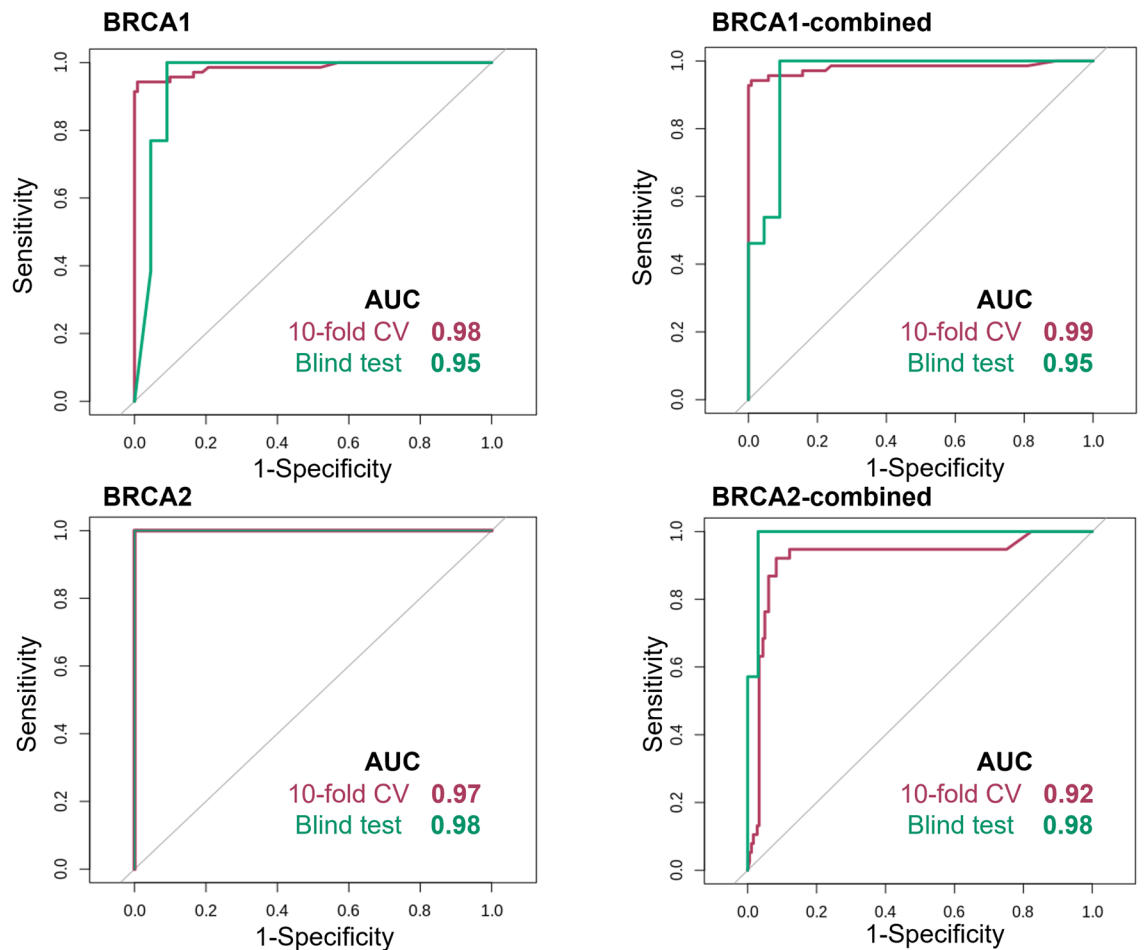 BRCA1
1.0
0.8
0.6
0.4
0.2
0.0
Sensitivity
AUC
10-fold CV 0.98
Blind test 0.95
0.0 0.2 0.4 0.6 0.8 1.0
1-Specificity
BRCA1-combined
1.0
0.8
0.6
0.4
0.2
0.0
Sensitivity
AUC
10-fold CV 0.99
Blind test 0.95
0.0 0.2 0.4 0.6 0.8 1.0
1-Specificity
BRCA2
1.0
0.8
0.6
0.4
0.2
0.0
Sensitivity
AUC
10-fold CV 0.97
Blind test 0.98
0.0 0.2 0.4 0.6 0.8 1.0
1-Specificity
BRCA2-combined
1.0
0.8
0.6
0.4
0.2
0.0
Sensitivity
AUC
10-fold CV 0.92
Blind test 0.98
0.0 0.2 0.4 0.6 0.8 1.0
1-Specificity